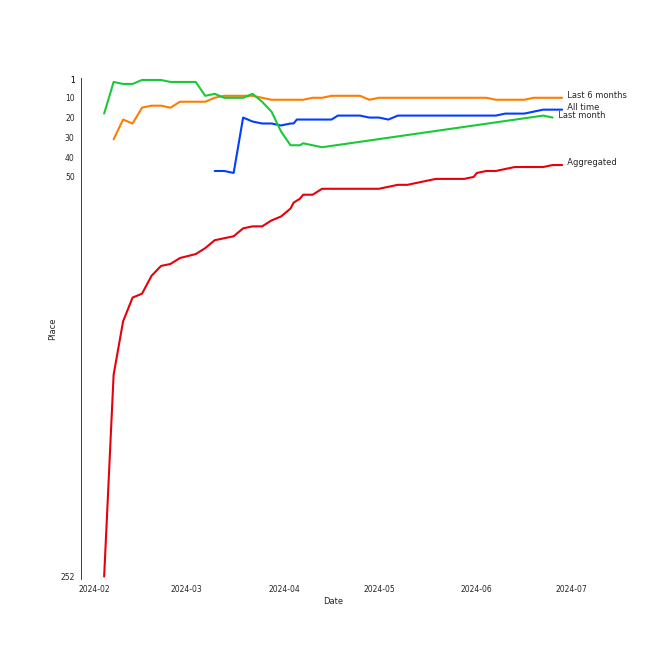 1
10
20
30
40
50
252
Place
Last 6 months
All time
Last month
Aggregated
2024-02
2024-03
2024-04
2024-05
2024-06
2024-07
Date